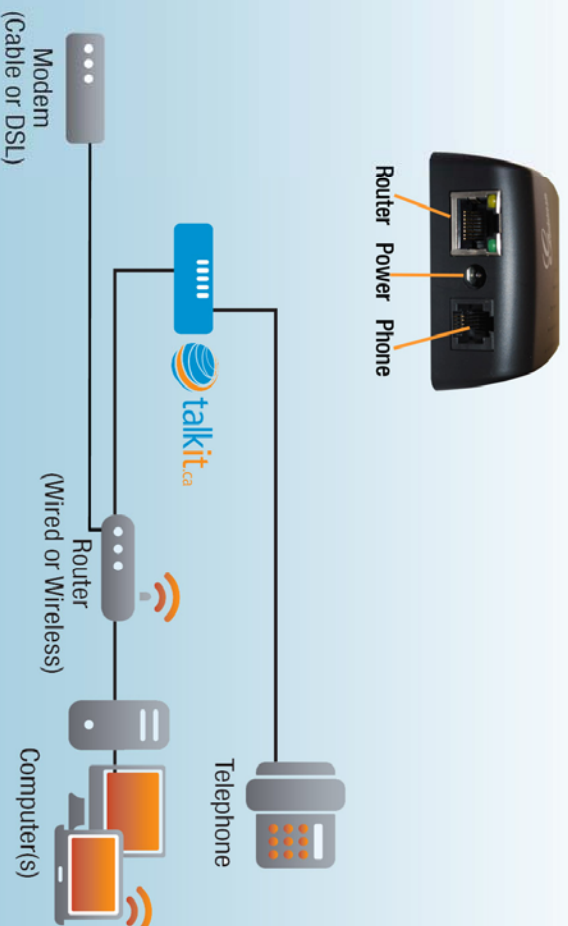 Router
Power
Phone
talkit.ca
Modem
(Cable or DSL)
Router
(Wired or Wireless)
Telephone
Computer(s)